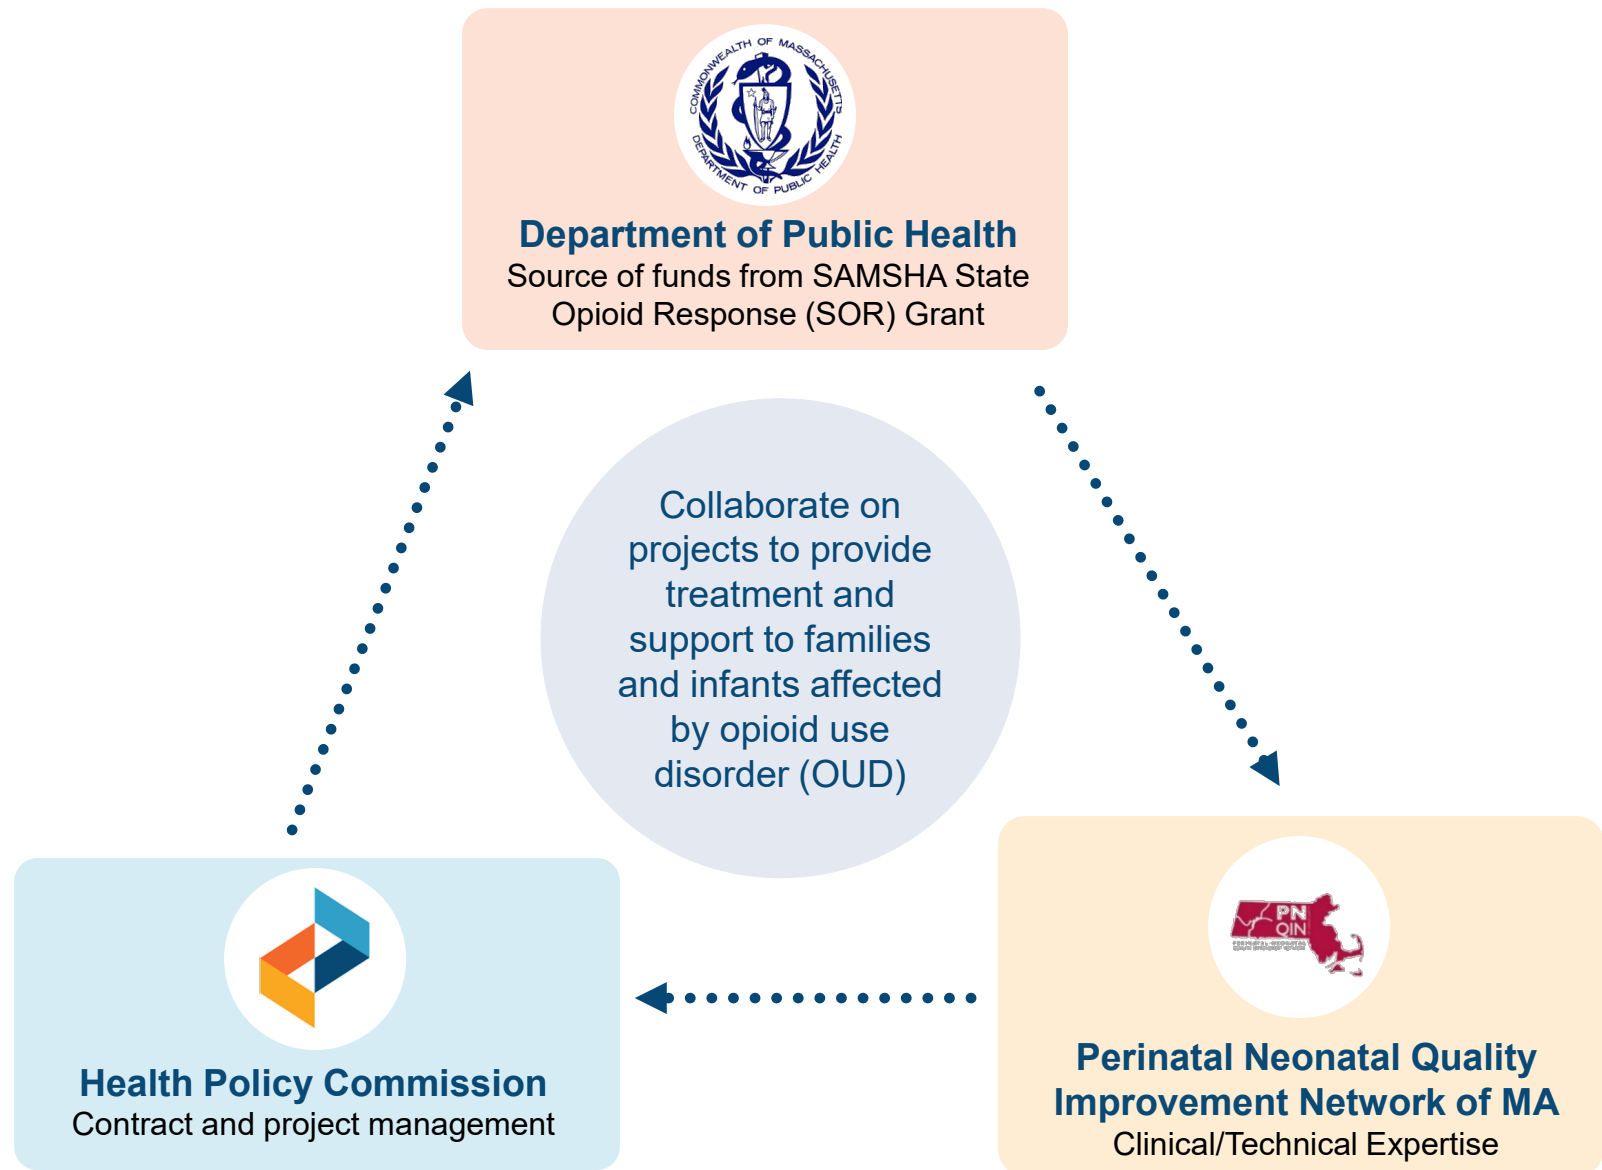 COMMONWEALTH OF MASSACHUSETTS
DEPARTMENT OF PUBLIC HEALTH
Department of Public Health
Source of funds from SAMSHA State
Opioid Response (SOR) Grant
Collaborate on
projects to provide
treatment and
support to families
and infants affected
by opioid use
disorder (OUD)
Health Policy Commission
Contract and project management
PN
QIN
Perinatal Neonatal Quality
Improvement Network of MA
Clinical/Technical Expertise